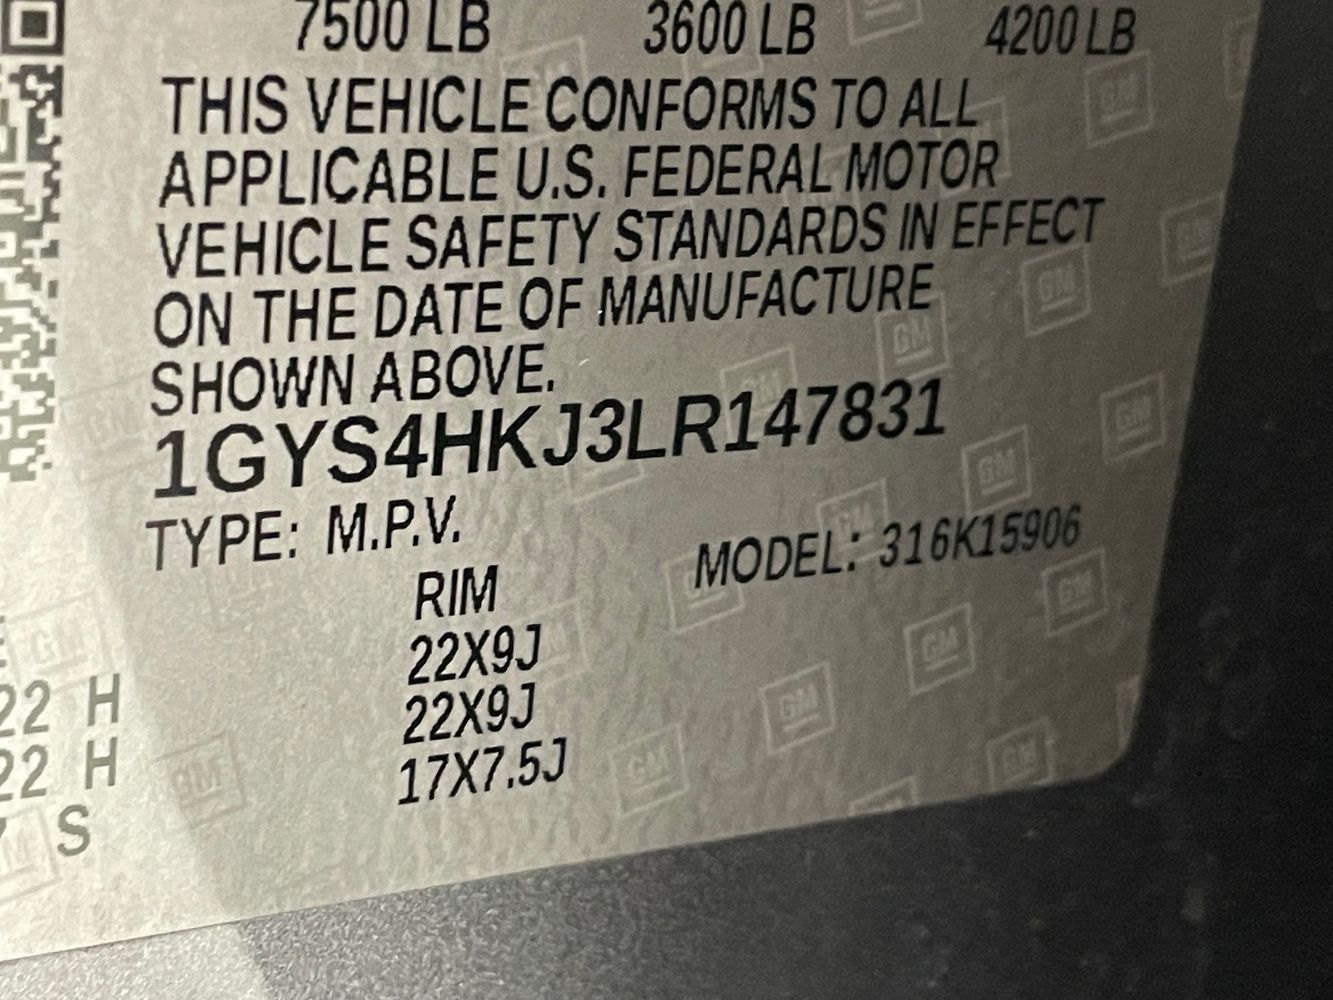 7500 LB 3600 LB 4200 LB
THIS VEHICLE CONFORMS TO ALL
APPLICABLE U.S. FEDERAL MOTOR
VEHICLE SAFETY STANDARDS IN EFFECT
ON THE DATE OF MANUFACTURE
SHOWN ABOVE.
1GYS4HKJ3LR147831
TYPE: M.P.V. MODEL: 316K15906
RIM
22 H 22X9J
22 H 22X9J
S 17X7.5J